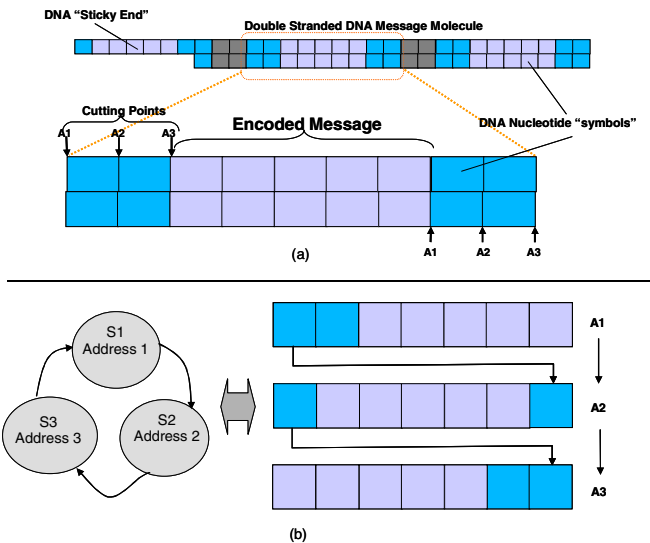 DNA “Sticky End”
Double Stranded DNA Message Molecule
Cutting Points
A1 A2 A3
Encoded Message
DNA Nucleotide “symbols”
A1 A2 A3
(a)
S1
Address 1
S3
Address 3
S2
Address 2
A1
A2
A3
(b)